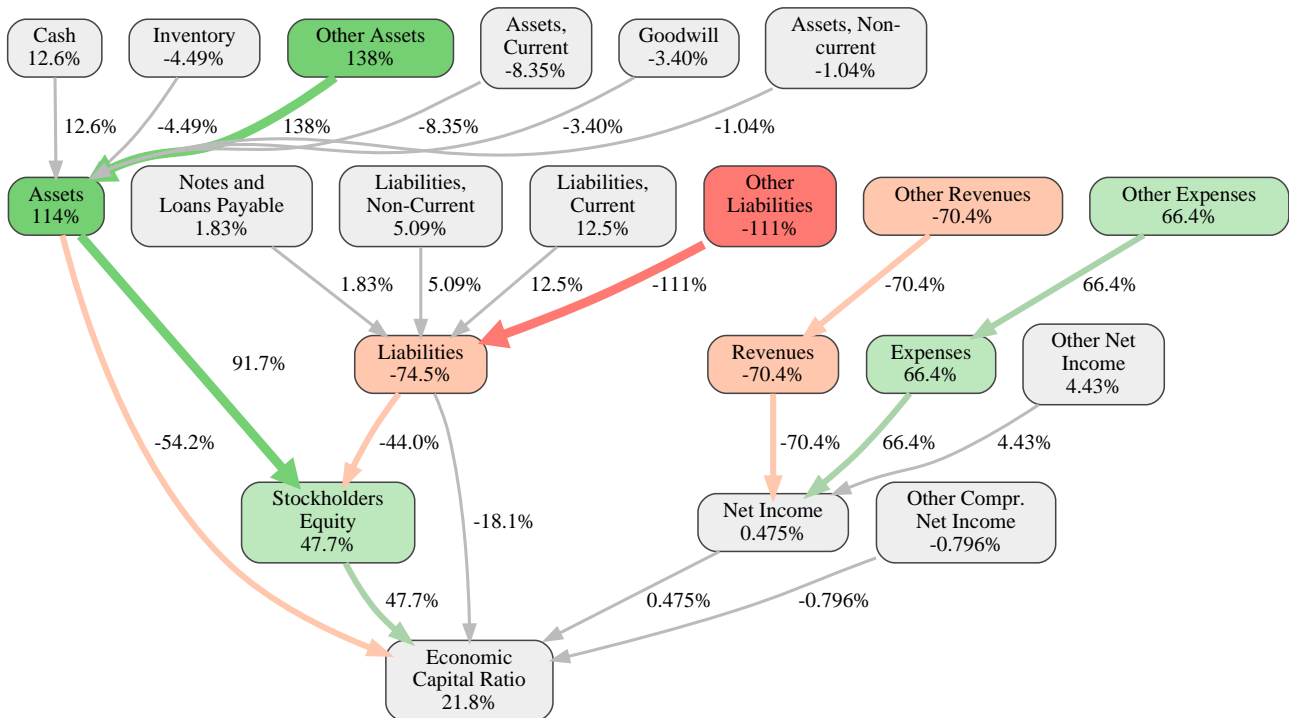 Cash
12.6%
Inventory
-4.49%
Other Assets
138%
Assets,
Current
-8.35%
Goodwill
-3.40%
Assets, Non-
current
-1.04%
12.6%
-4.49%
138%
-8.35%
-3.40%
-1.04%
Assets
114%
Notes and
Loans Payable
1.83%
Liabilities,
Non-Current
5.09%
Liabilities,
Current
12.5%
Other
Liabilities
-111%
Other Revenues
-70.4%
Other Expenses
66.4%
1.83%
5.09%
12.5%
-111%
-70.4%
66.4%
91.7%
Liabilities
-74.5%
Revenues
-70.4%
Expenses
66.4%
Other Net
Income
4.43%
-54.2%
-44.0%
-70.4%
66.4%
4.43%
Stockholders
Equity
47.7%
-18.1%
Net Income
0.475%
Other Compr.
Net Income
-0.796%
47.7%
0.475%
-0.796%
Economic
Capital Ratio
21.8%